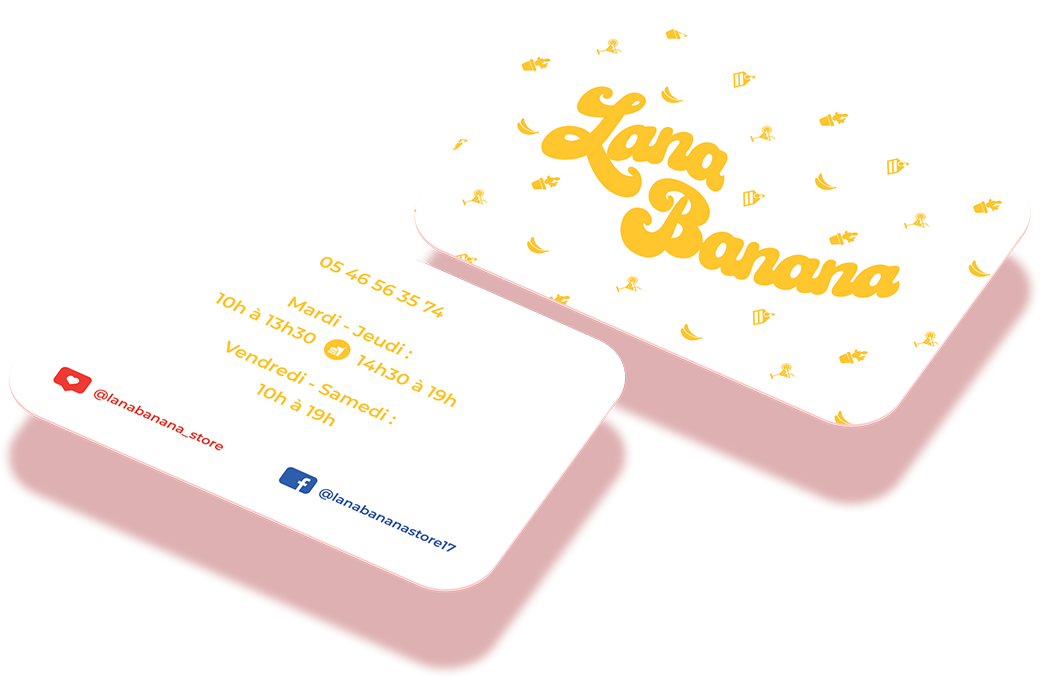 Lana
Banana
05 46 56 35 74
Mardi - Jeudi :
10h à 13h30 14h30 à 19h
Vendredi - Samedi :
10h à 19h
@lanabanana_store
@lanabananastore17